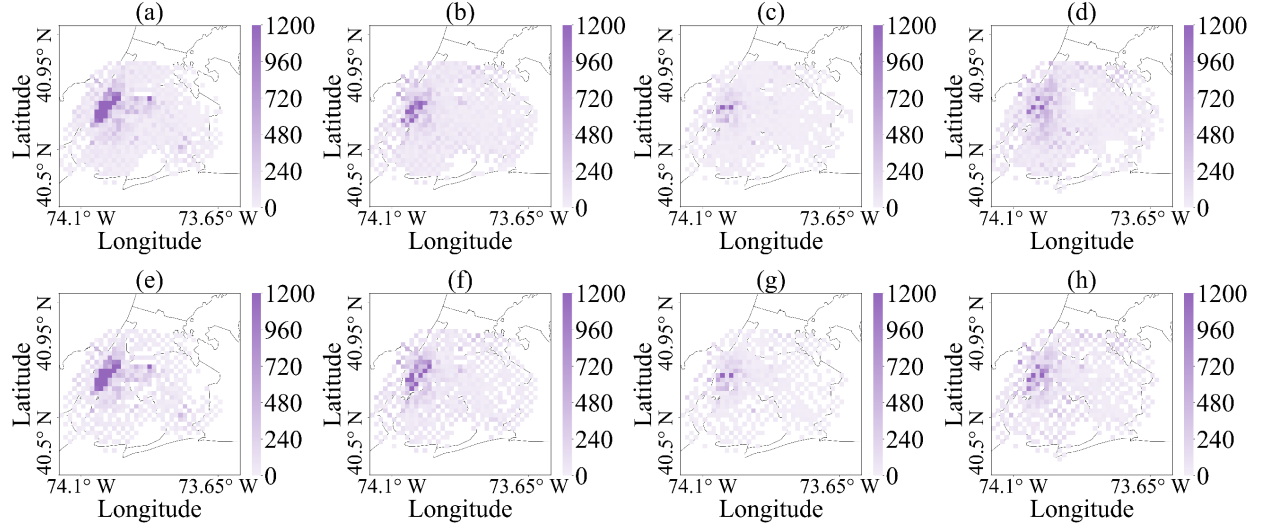 (a) (b) (c) (d)
1200 1200 1200 1200
40.95° N 40.95° N 40.95° N 40.95° N
960 960 960 960
720 720 720 720
Latitude Latitude Latitude Latitude
480 480 480 480
40.5° N 40.5° N 40.5° N 40.5° N
240 240 240 240
0 0 0 0
74.1° W 73.65° W 74.1° W 73.65° W 74.1° W 73.65° W 74.1° W 73.65° W
Longitude Longitude Longitude Longitude
(e) (f) (g) (h)
1200 1200 1200 1200
40.95° N 40.95° N 40.95° N 40.95° N
960 960 960 960
720 720 720 720
Latitude Latitude Latitude Latitude
480 480 480 480
40.5° N 40.5° N 40.5° N 40.5° N
240 240 240 240
0 0 0 0
74.1° W 73.65° W 74.1° W 73.65° W 74.1° W 73.65° W 74.1° W 73.65° W
Longitude Longitude Longitude Longitude